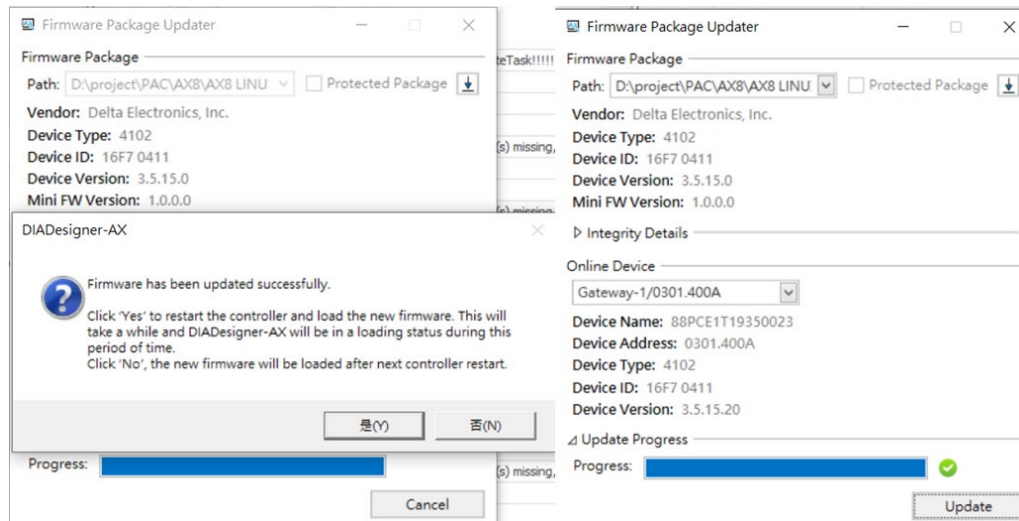 Firmware Package Updater
Firmware Package
Path: D:\project\PAC\AX8\AX8 LINU
Protected Package
Vendor: Delta Electronics, Inc.
Device Type: 4102
Device ID: 16F7 0411
Device Version: 3.5.15.0
Mini FW Version: 1.0.0.0
DIADesigner-AX
Firmware has been updated successfully.
Click 'Yes' to restart the controller and load the new firmware. This will
take a while and DIADesigner-AX will be in a loading status during this
period of time.
Click 'No', the new firmware will be loaded after next controller restart.
是(Y)
否(N)
Progress:
Cancel
teTask!!!!!
(s) missing,
(s) missing,
(s) missing,
Firmware Package Updater
Firmware Package
Path: D:\project\PAC\AX8\AX8 LINU
Protected Package
Vendor: Delta Electronics, Inc.
Device Type: 4102
Device ID: 16F7 0411
Device Version: 3.5.15.0
Mini FW Version: 1.0.0.0
Integrity Details
Online Device
Gateway-1/0301.400A
Device Name: 88PCE1T19350023
Device Address: 0301.400A
Device Type: 4102
Device ID: 16F7 0411
Device Version: 3.5.15.20
Update Progress
Progress:
Update